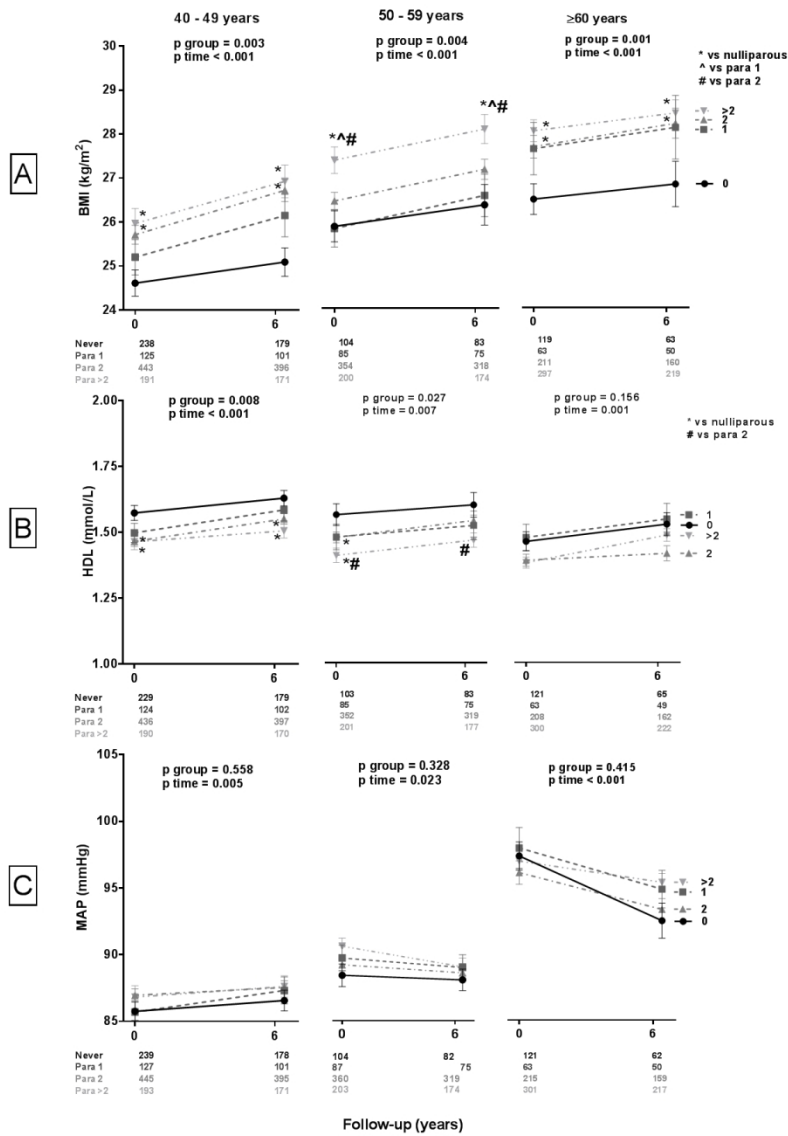 40 - 49 years
50 - 59 years
≥60 years
A
p group = 0.003
p time < 0.001
p group = 0.004
p time < 0.001
p group = 0.001
p time < 0.001
* vs nulliparous
^ vs para 1
# vs para 2
BMI (kg/m²)
30
29
28
27
26
25
24
*
*
*
*
*^#
*^#
*
*
*
*
>2
2
1
0
0 6
0 6
0 6
Never 238 179 104 83 119 63
Para 1 125 101 85 75 63 50
Para 2 443 396 354 318 211 160
Para >2 191 171 200 174 297 219
B
p group = 0.008
p time < 0.001
p group = 0.027
p time = 0.007
p group = 0.156
p time = 0.001
* vs nulliparous
# vs para 2
HDL (mmol/L)
2.00
1.75
1.50
1.25
1.00
*
*
*
*
*
*#
#
1
0
>2
2
0 6
0 6
0 6
Never 229 179 103 83 121 65
Para 1 124 102 85 75 63 49
Para 2 436 397 352 319 208 162
Para >2 190 170 201 177 300 222
C
p group = 0.558
p time = 0.005
p group = 0.328
p time = 0.023
p group = 0.415
p time < 0.001
MAP (mmHg)
105
100
95
90
85
>2
1
2
0
0 6
0 6
0 6
Never 239 178 104 82 121 62
Para 1 127 101 87 75 63 50
Para 2 445 395 360 319 215 159
Para >2 193 171 203 174 301 217
Follow-up (years)